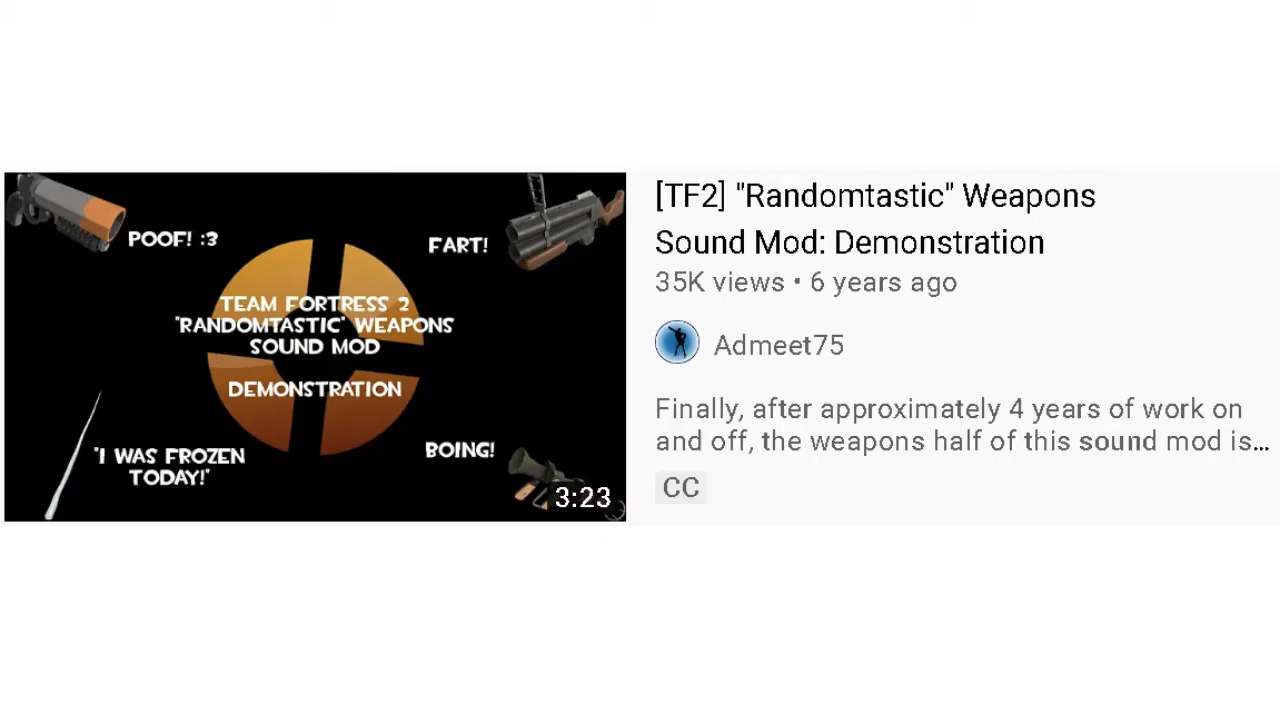 POOF! :3
FART!
TEAM FORTRESS 2
"RANDOMTASTIC" WEAPONS
SOUND MOD
DEMONSTRATION
"I WAS FROZEN
TODAY!"
BOING!
3:23
[TF2] "Randomtastic" Weapons
Sound Mod: Demonstration
35K views • 6 years ago
Admeet75
Finally, after approximately 4 years of work on
and off, the weapons half of this sound mod is...
CC